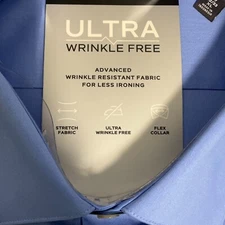 ULTRA
WRINKLE FREE
ADVANCED
WRINKLE RESISTANT FABRIC
FOR LESS IRONING
STRETCH FABRIC
ULTRA WRINKLE FREE
FLEX COLLAR